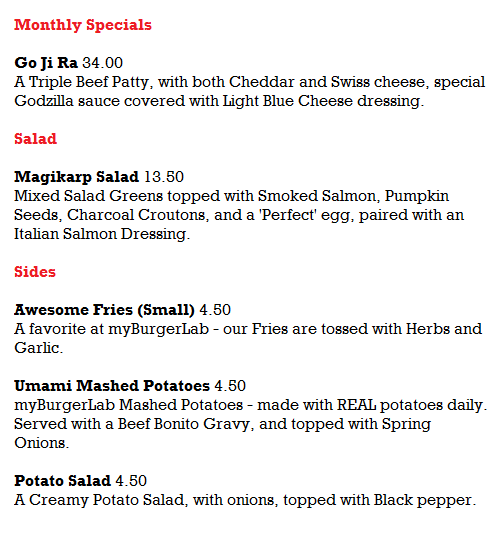 Monthly Specials
Go Ji Ra 34.00
A Triple Beef Patty, with both Cheddar and Swiss cheese, special
Godzilla sauce covered with Light Blue Cheese dressing.
Salad
Magikarp Salad 13.50
Mixed Salad Greens topped with Smoked Salmon, Pumpkin
Seeds, Charcoal Croutons, and a 'Perfect' egg, paired with an
Italian Salmon Dressing.
Sides
Awesome Fries (Small) 4.50
A favorite at myBurgerLab - our Fries are tossed with Herbs and
Garlic.
Umami Mashed Potatoes 4.50
myBurgerLab Mashed Potatoes - made with REAL potatoes daily.
Served with a Beef Bonito Gravy, and topped with Spring
Onions.
Potato Salad 4.50
A Creamy Potato Salad, with onions, topped with Black pepper.